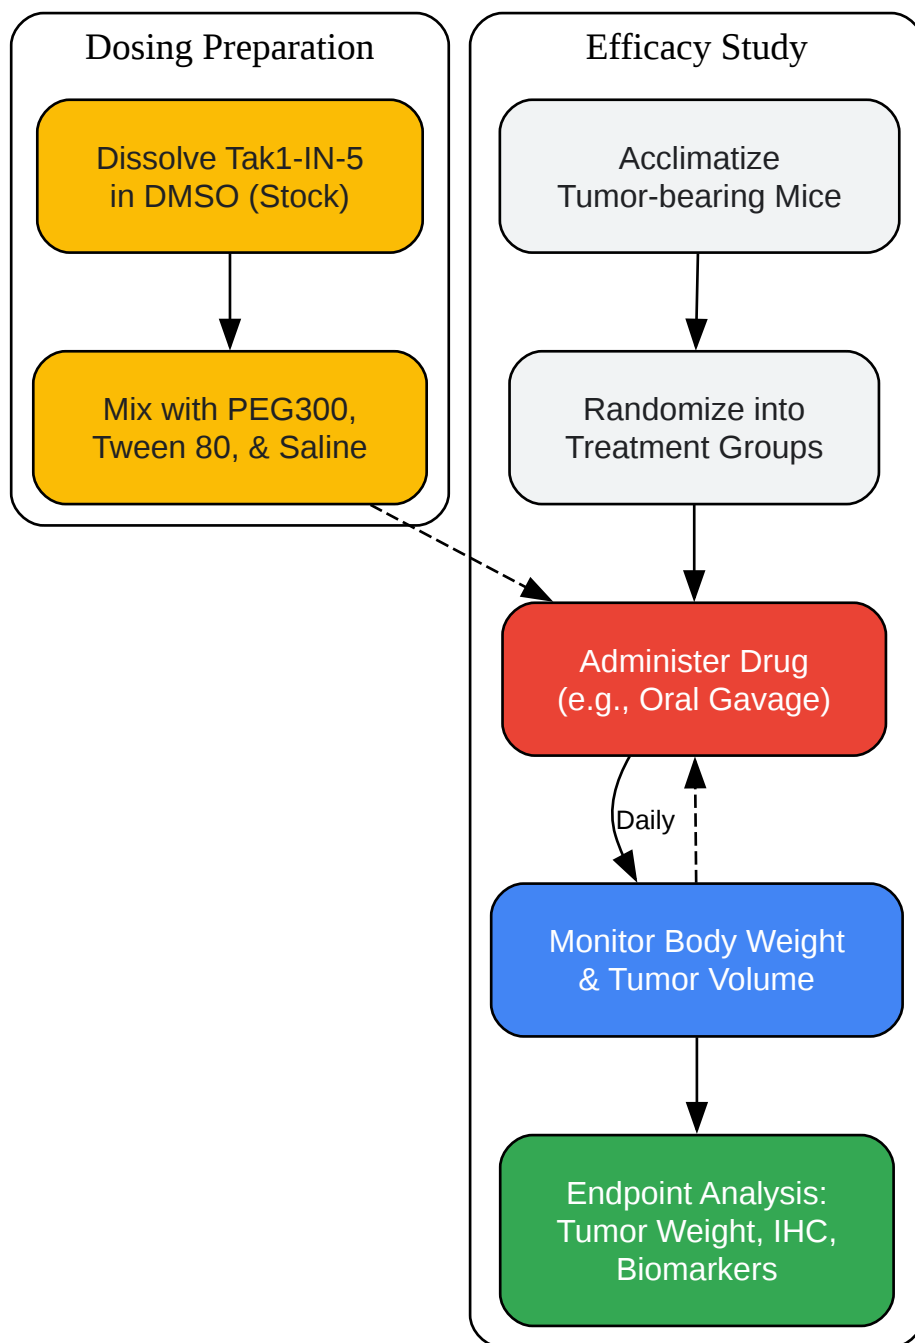 Dosing Preparation
Dissolve Tak1-IN-5
in DMSO (Stock)
Mix with PEG300,
Tween 80, & Saline
Efficacy Study
Acclimatize
Tumor-bearing Mice
Randomize into
Treatment Groups
Administer Drug
(e.g., Oral Gavage)
Daily
Monitor Body Weight
& Tumor Volume
Endpoint Analysis:
Tumor Weight, IHC,
Biomarkers